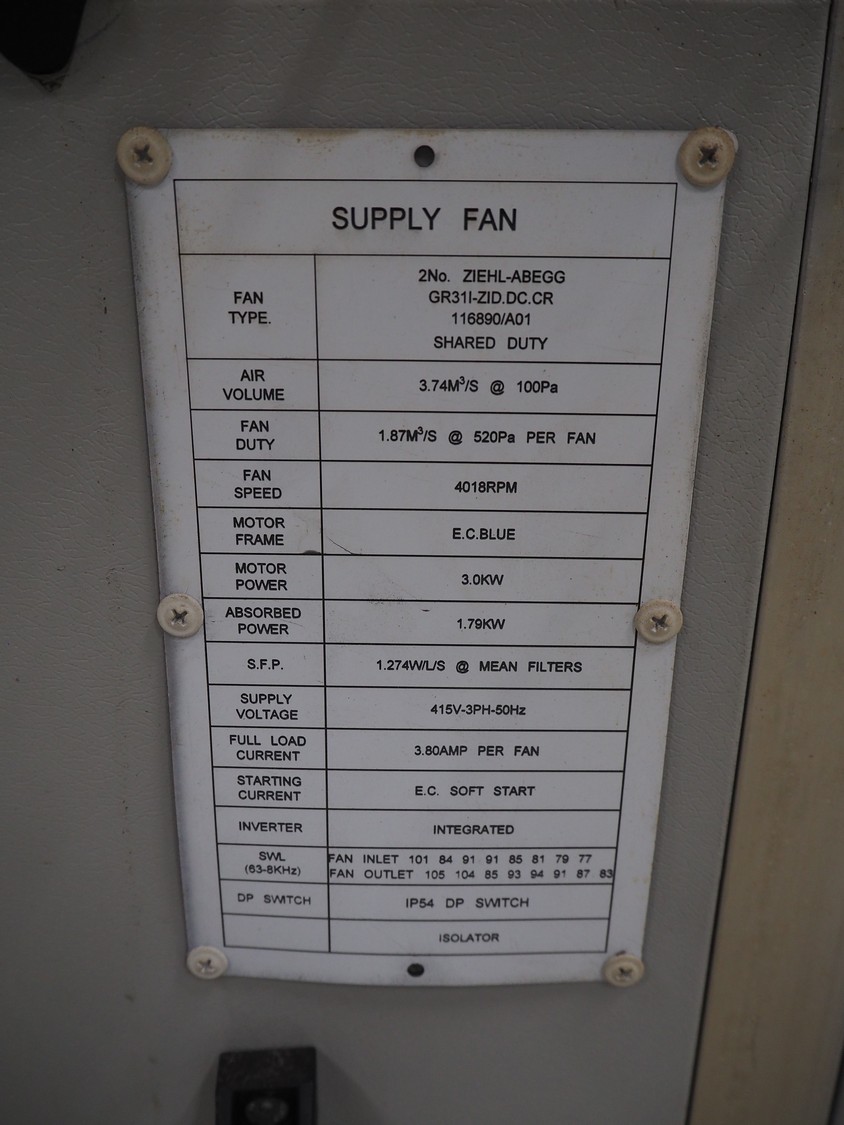 SUPPLY FAN
FAN TYPE.
2No. ZIEHL-ABEGG
GR31I-ZID.DC.CR
116890/A01
SHARED DUTY
AIR VOLUME
3.74M³/S @ 100Pa
FAN DUTY
1.87M³/S @ 520Pa PER FAN
FAN SPEED
4018RPM
MOTOR FRAME
E.C.BLUE
MOTOR POWER
3.0KW
ABSORBED POWER
1.79KW
S.F.P.
1.274W/L/S @ MEAN FILTERS
SUPPLY VOLTAGE
415V-3PH-50Hz
FULL LOAD CURRENT
3.80AMP PER FAN
STARTING CURRENT
E.C. SOFT START
INVERTER
INTEGRATED
SWL
(63-8KHz)
FAN INLET 101 84 91 91 85 81 79 77
FAN OUTLET 105 104 85 93 94 91 87 83
DP SWITCH
IP54 DP SWITCH
ISOLATOR